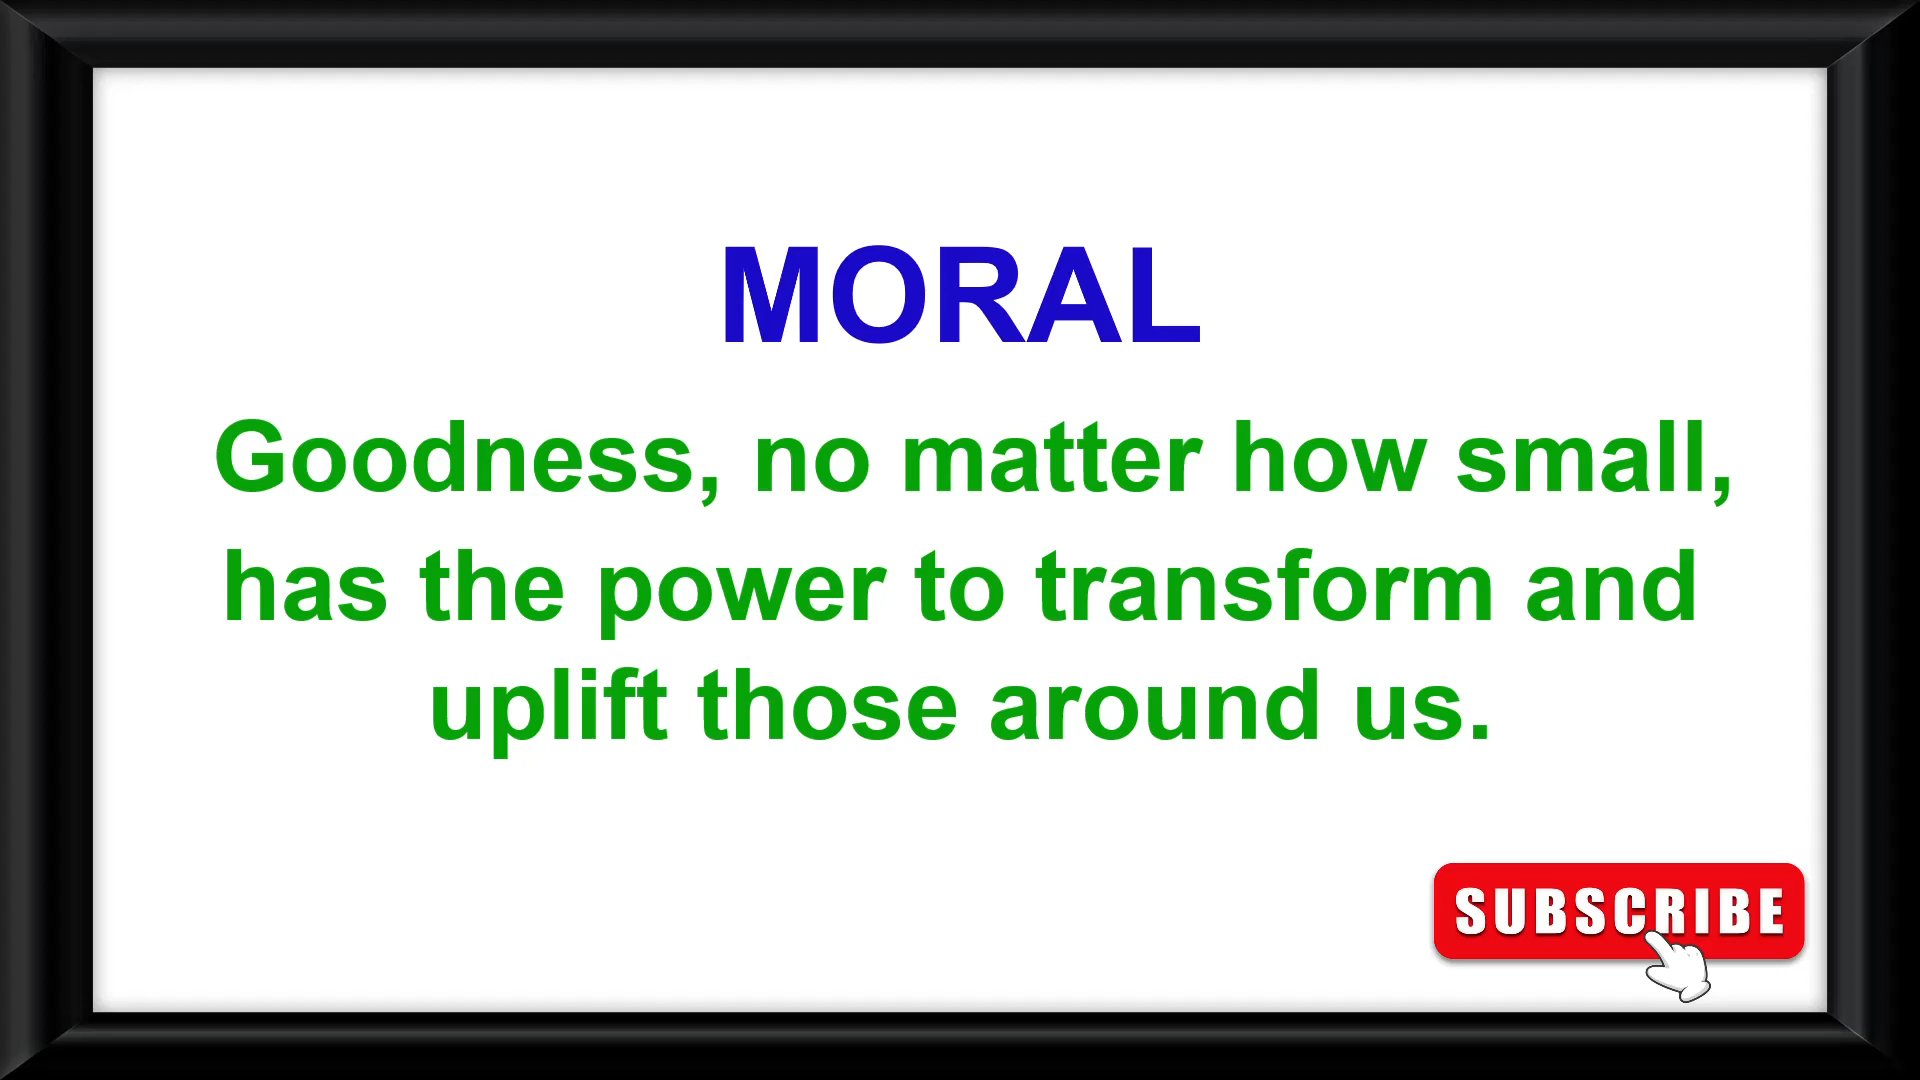 MORAL
Goodness, no matter how small,
has the power to transform and
uplift those around us.
SUBSCRIBE